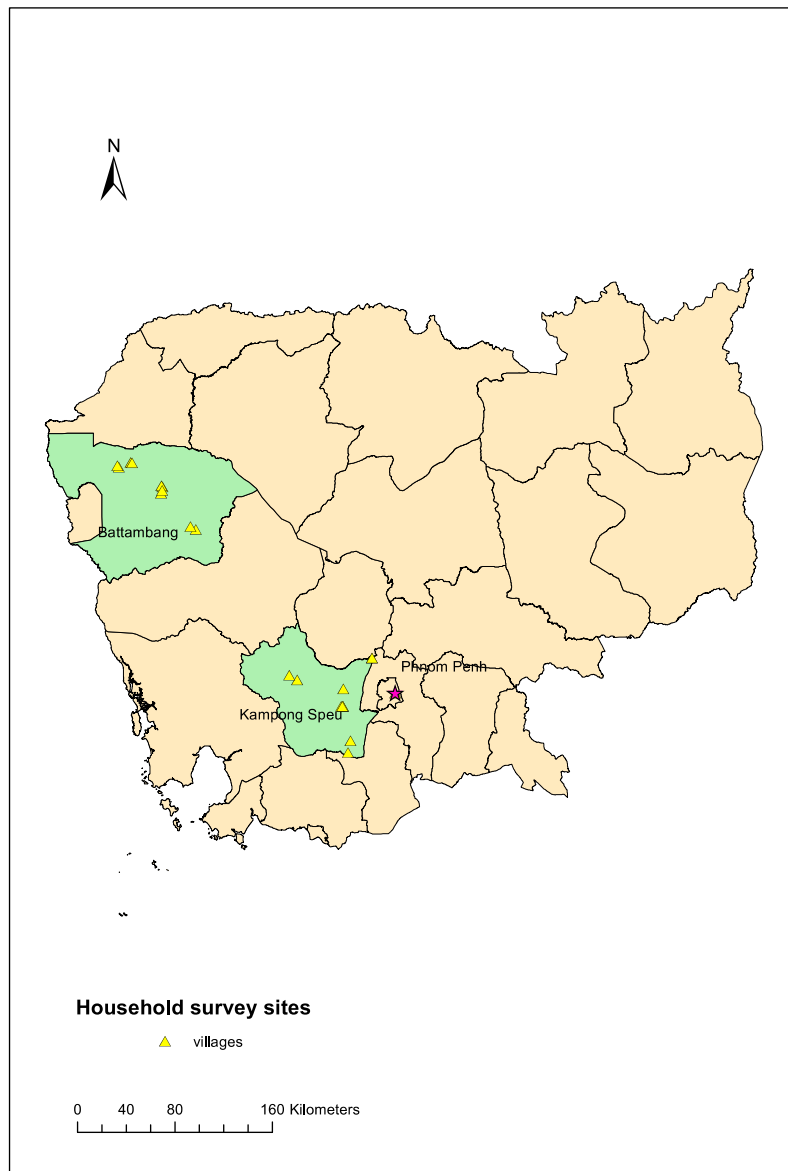 N
Battambang
Phnom Penh
Kampong Speu
Household survey sites
villages
0 40 80 160 Kilometers